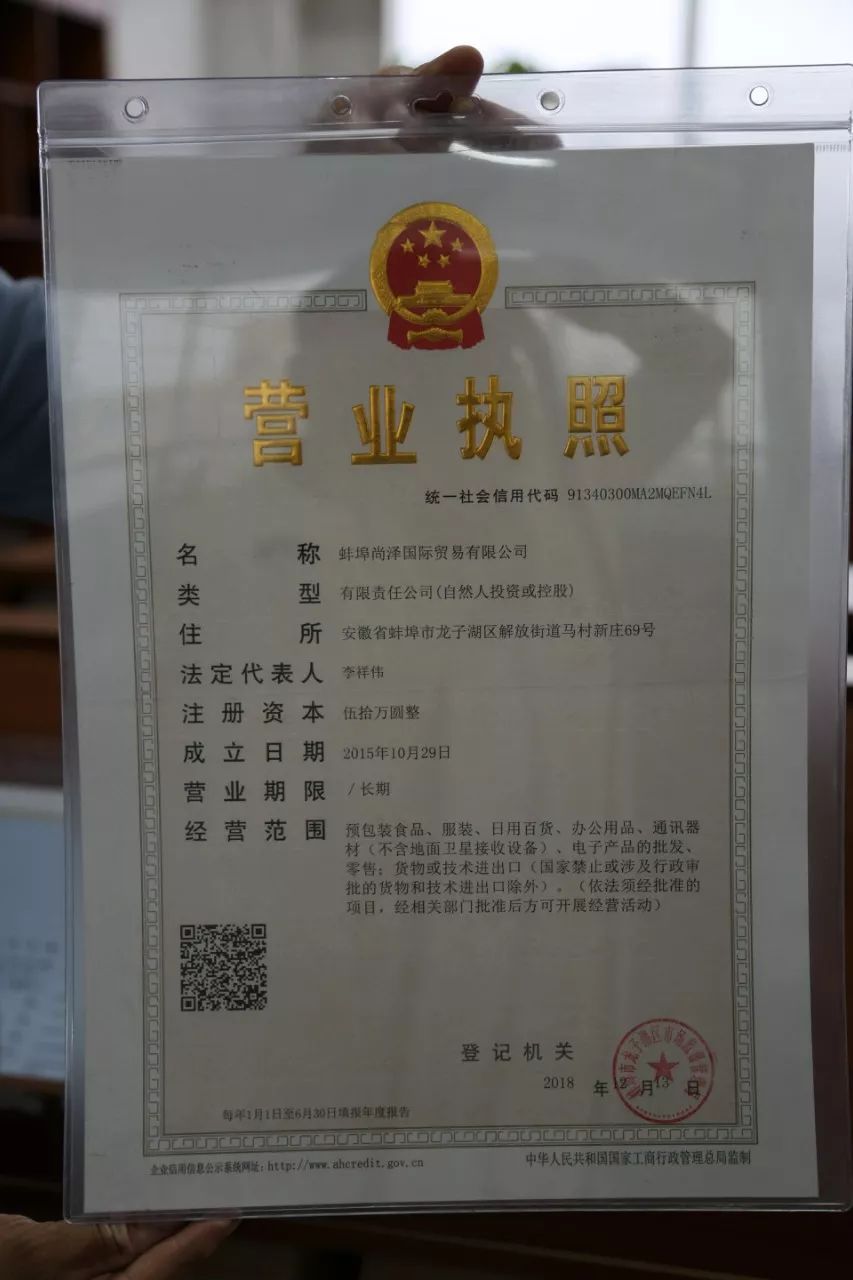 营业执照
统一社会信用代码 91340300MA2MQEFN4L
名称 蚌埠尚泽国际贸易有限公司
类型 有限责任公司(自然人投资或控股)
住所 安徽省蚌埠市龙子湖区解放街道马村新庄69号
法定代表人 李祥伟
注册资本 伍拾万圆整
成立日期 2015年10月29日
营业期限 /长期
经营范围 预包装食品、服装、日用百货、办公用品、通讯器
材（不含地面卫星接收设备）、电子产品的批发、
零售；货物或技术进出口（国家禁止或涉及行政审
批的货物和技术进出口除外）。（依法须经批准的
项目，经相关部门批准后方可开展经营活动）
登记机关
2018 年12月13日
每年1月1日至6月30日填报年度报告
企业信用信息公示系统网址：http://www.ahcredit.gov.cn
中华人民共和国国家工商行政管理总局监制